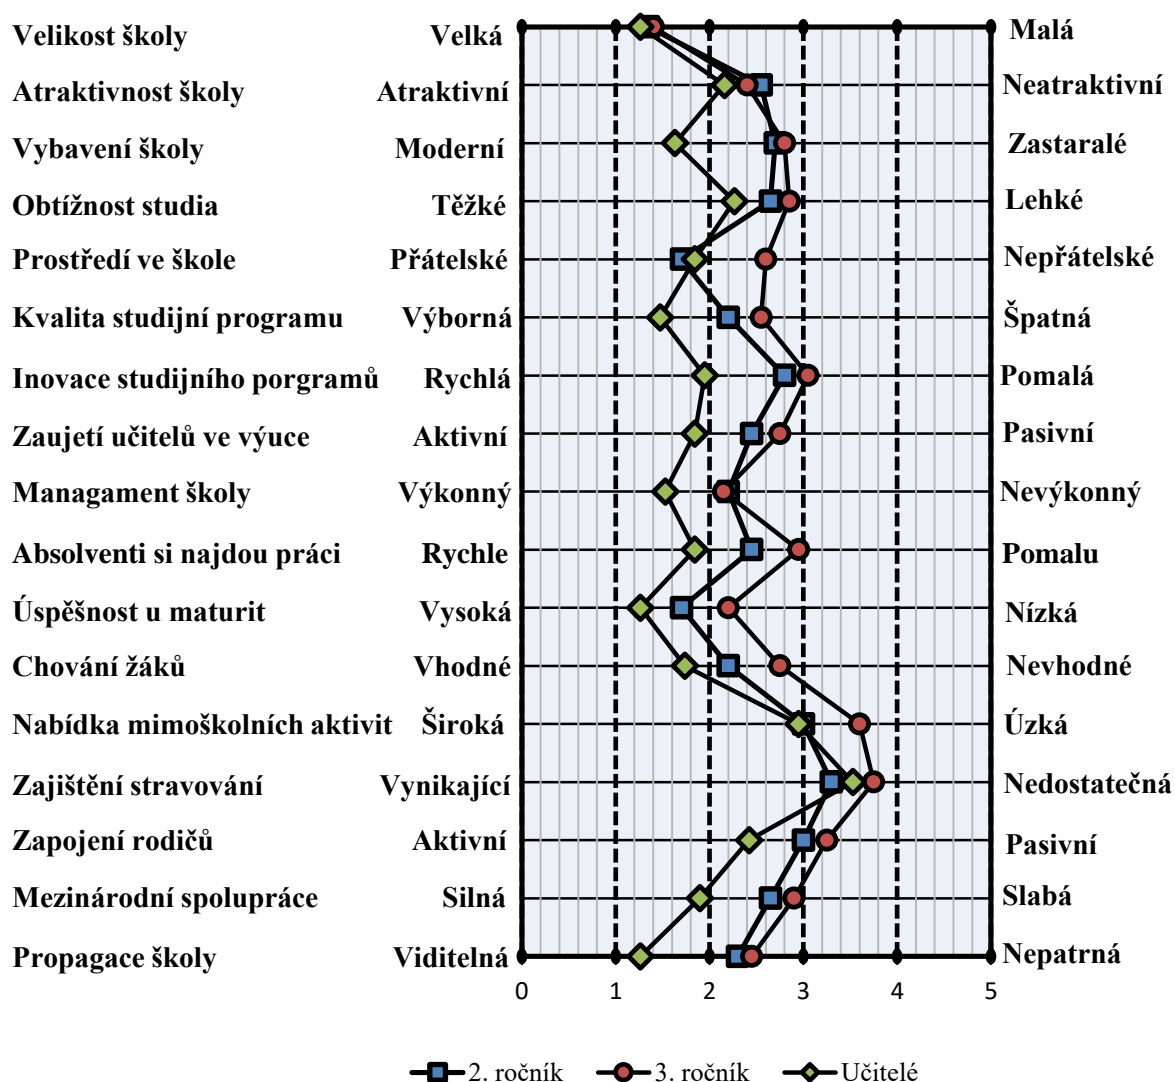 Velikost školy Velká Malá
Atraktivnost školy Atraktivní Neatraktivní
Vybavení školy Moderní Zastaralé
Obtížnost studia Těžké Lehké
Prostředí ve škole Přátelské Nepřátelské
Kvalita studijní programu Výborná Špatná
Inovace studijního porgramů Rychlá Pomalá
Zaujetí učitelů ve výuce Aktivní Pasivní
Managament školy Výkonný Nevýkonný
Absolventi si najdou práci Rychle Pomalu
Úspěšnost u maturit Vysoká Nízká
Chování žáků Vhodné Nevhodné
Nabídka mimoškolních aktivit Široká Úzká
Zajištění stravování Vynikající Nedostatečná
Zapojení rodičů Aktivní Pasivní
Mezinárodní spolupráce Silná Slabá
Propagace školy Viditelná Nepatrná
0 1 2 3 4 5
2. ročník 3. ročník Učitelé